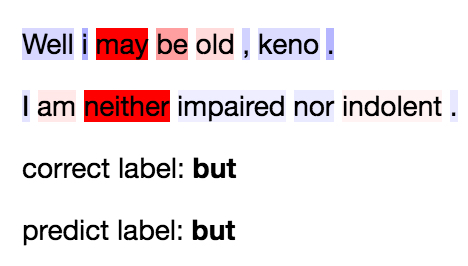 Well i may be old , keno .
I am neither impaired nor indolent .
correct label: but
predict label: but